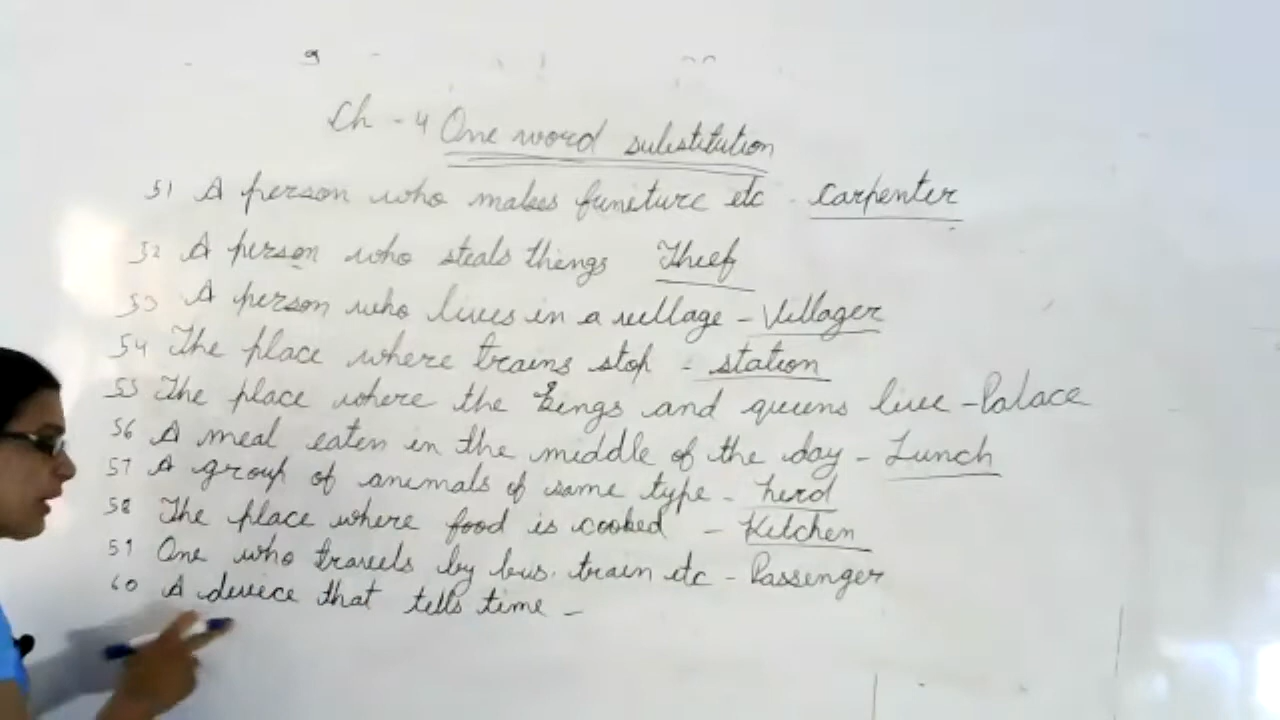 Ch - 4 One word substitution
51 A person who makes funiture etc - Carpenter
52 A person who steals things Thief
53 A person who lives in a village - Villager
54 The place where trains stop - station
55 The place where the kings and queens live - Palace
56 A meal eaten in the middle of the day - Lunch
57 A group of animals of same type - herd
58 The place where food is cooked - Kitchen
59 One who travels by bus. train etc - Passenger
60 A device that tells time -